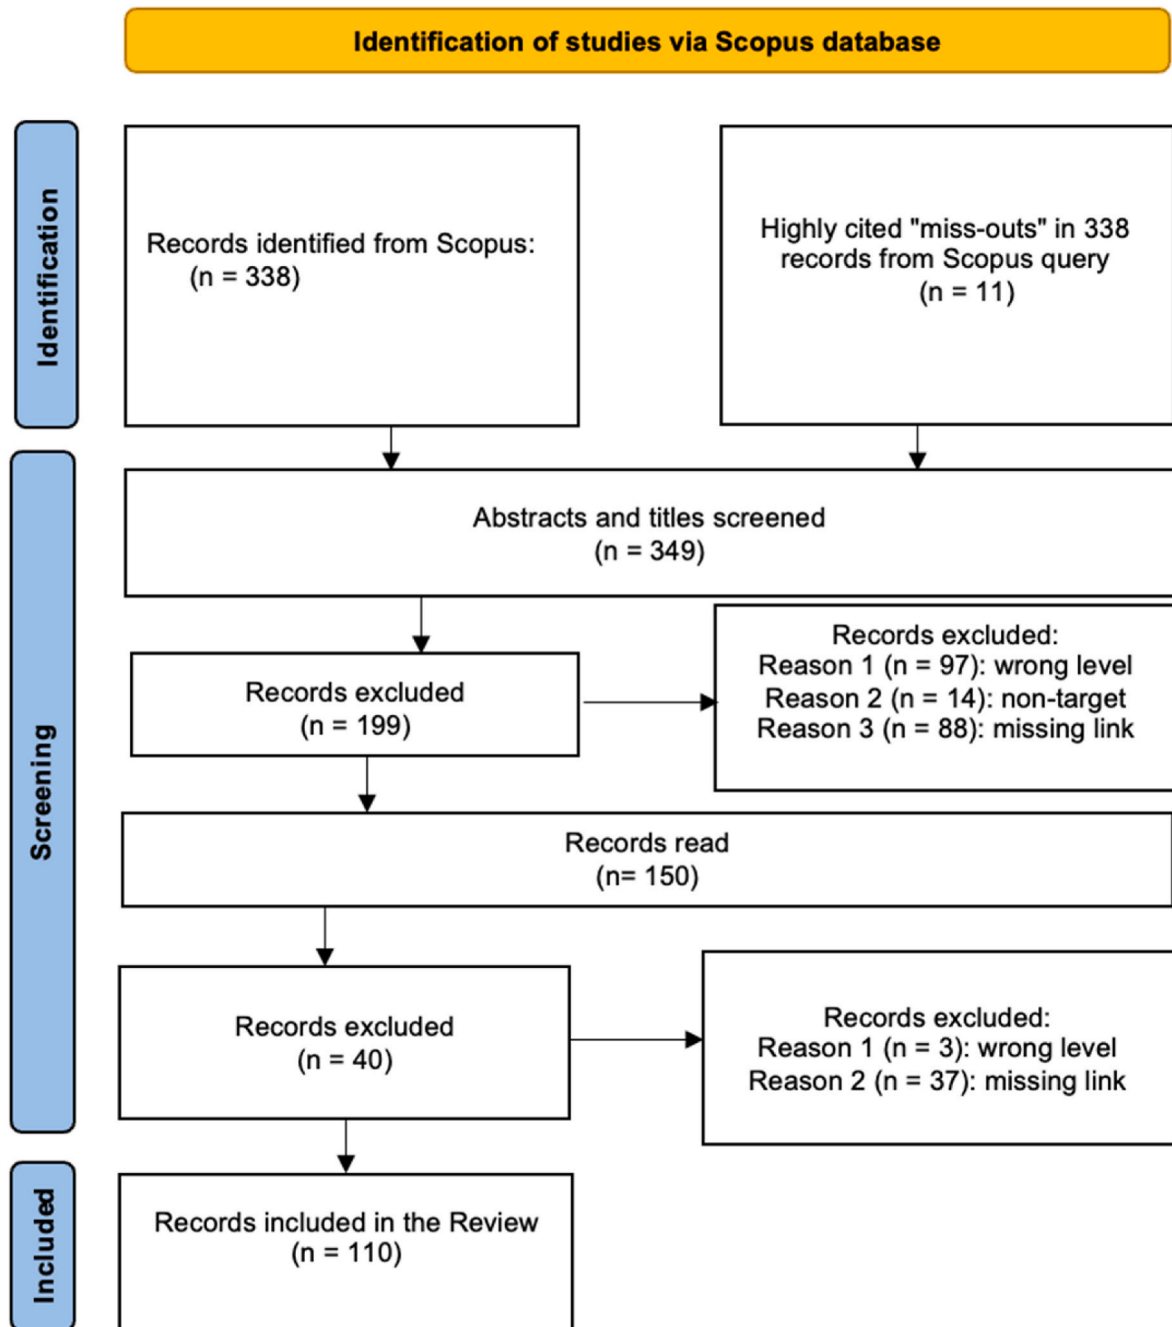 Identification of studies via Scopus database
Identification
Records identified from Scopus:
(n = 338)
Highly cited "miss-outs" in 338
records from Scopus query
(n = 11)
Screening
Abstracts and titles screened
(n = 349)
Records excluded
(n = 199)
Records excluded:
Reason 1 (n = 97): wrong level
Reason 2 (n = 14): non-target
Reason 3 (n = 88): missing link
Records read
(n= 150)
Records excluded
(n = 40)
Records excluded:
Reason 1 (n = 3): wrong level
Reason 2 (n = 37): missing link
Included
Records included in the Review
(n = 110)